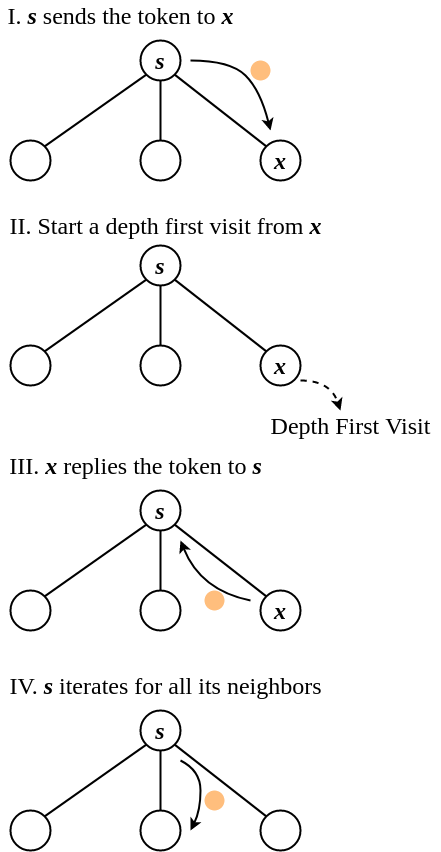 I. s sends the token to x
s
x
II. Start a depth first visit from x
s
x
Depth First Visit
III. x replies the token to s
s
x
IV. s iterates for all its neighbors
s